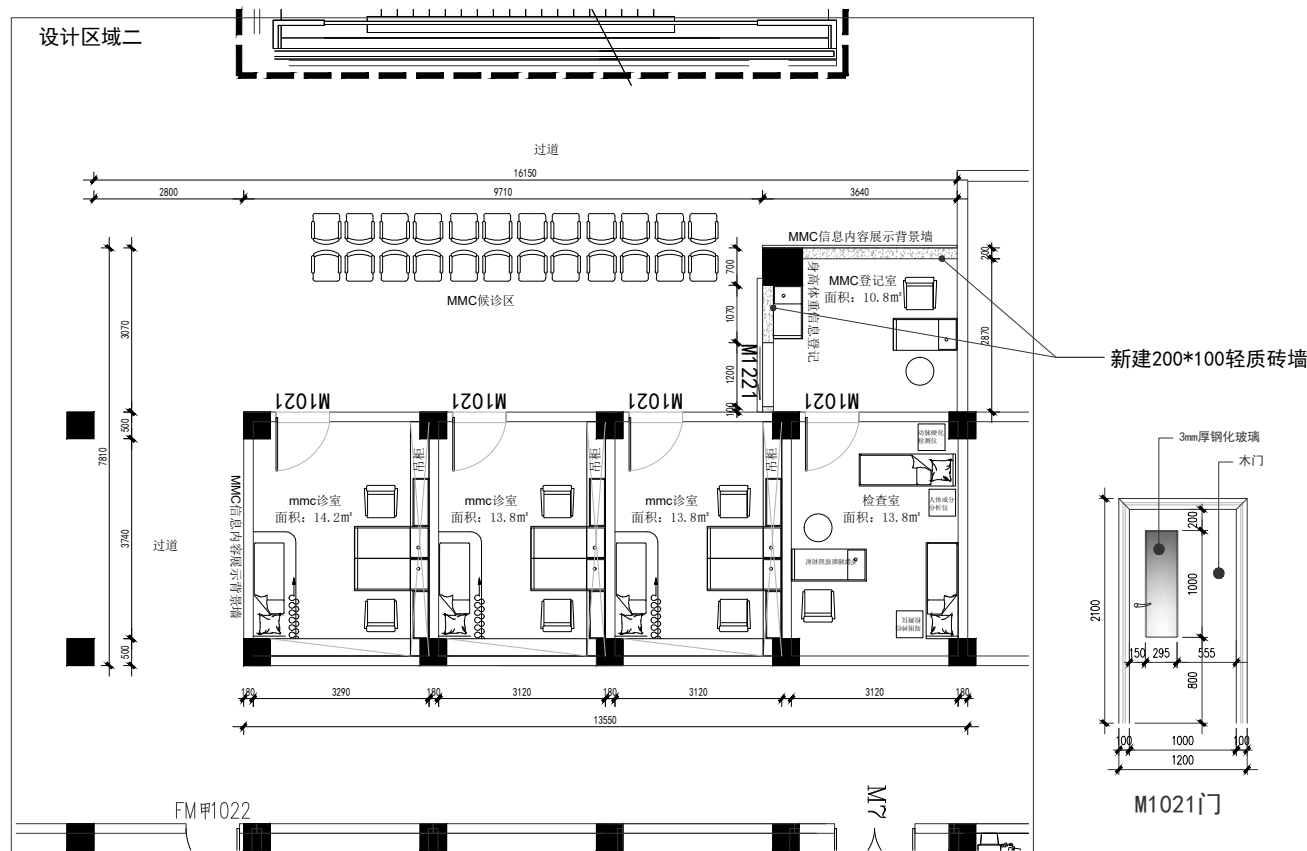 设计区域二
过道
16150
2800
9710
3640
MMC信息内容展示背景墙
200
MMC登记室
面积：10.8㎡
身高体重信息登记
MMC候诊区
700
1070
1200
100
2870
M1221
新建200*100轻质砖墙
3070
500
7810
3740
500
过道
M1021
M1021
M1021
M1021
吊柜
吊柜
吊柜
MMC信息内容展示背景墙
mmc诊室
面积：14.2㎡
mmc诊室
面积：13.8㎡
mmc诊室
面积：13.8㎡
检查室
面积：13.8㎡
动脉硬化
检测仪
人体成分
分析仪
180
3290
180
3120
180
3120
3120
180
13550
FM甲1022
M7
3mm厚钢化玻璃
木门
200
1000
2100
150
295
555
800
100
1000
100
1200
M1021门